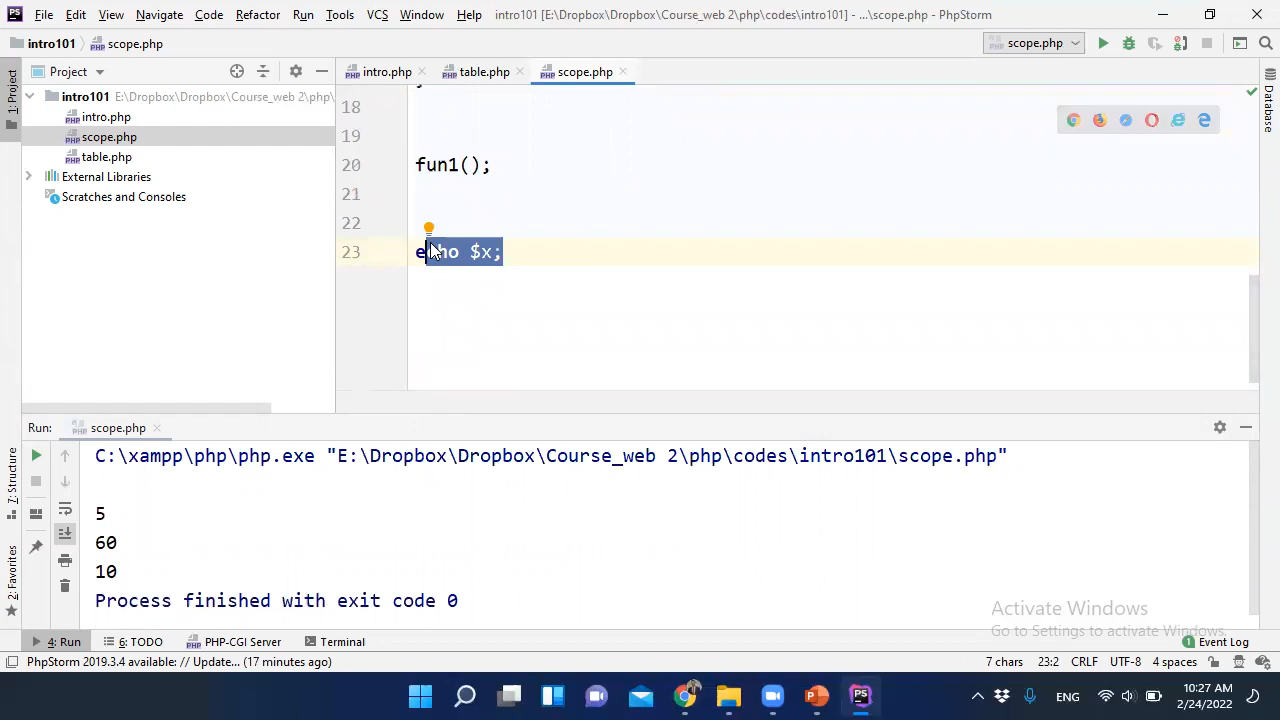 File Edit View Navigate Code Refactor Run Tools VCS Window Help intro101 [E:\Dropbox\Dropbox\Course_web 2\php\codes\intro101] - ...\scope.php - PhpStorm
intro101 scope.php scope.php
Project intro.php table.php scope.php
1: Project
Database
intro101 E:\Dropbox\Dropbox\Course_web 2\php\
intro.php
scope.php
table.php
External Libraries
Scratches and Consoles
18 }
19
20 fun1();
21
22
23 echo $x;
Run: scope.php
C:\xampp\php\php.exe "E:\Dropbox\Dropbox\Course_web 2\php\codes\intro101\scope.php"
5
60
10
Process finished with exit code 0
7: Structure
2: Favorites
Activate Windows
Go to Settings to activate Windows.
4: Run 6: TODO PHP-CGI Server Terminal 1 Event Log
PhpStorm 2019.3.4 available: // Update... (17 minutes ago) 7 chars 23:2 CRLF UTF-8 4 spaces
ENG 10:27 AM
2/24/2022